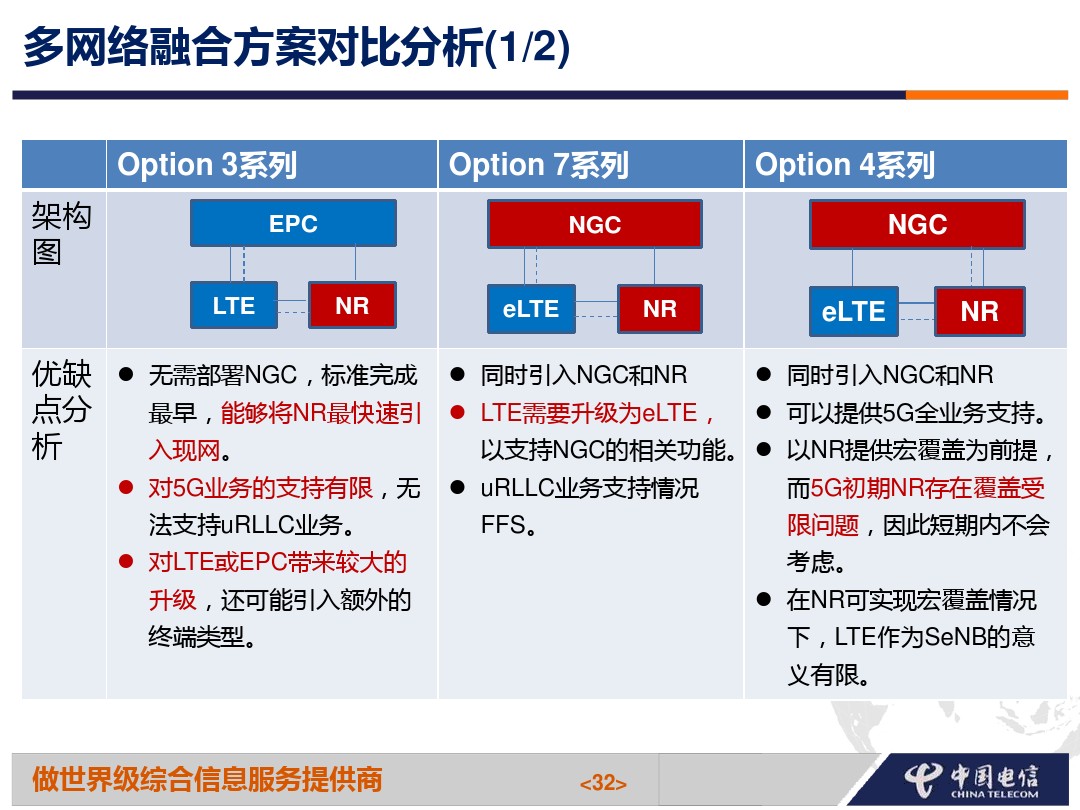 多网络融合方案对比分析(1/2)
Option 3系列
Option 7系列
Option 4系列
架构
图
EPC
LTE
NR
NGC
eLTE
NR
NGC
eLTE
NR
优缺
点分
析
● 无需部署NGC，标准完成
最早，能够将NR最快速引
入现网。
● 对5G业务的支持有限，无
法支持uRLLC业务。
● 对LTE或EPC带来较大的
升级，还可能引入额外的
终端类型。
● 同时引入NGC和NR
● LTE需要升级为eLTE，
以支持NGC的相关功能。
● uRLLC业务支持情况
FFS。
● 同时引入NGC和NR
● 可以提供5G全业务支持。
● 以NR提供宏覆盖为前提，
而5G初期NR存在覆盖受
限问题，因此短期内不会
考虑。
● 在NR可实现宏覆盖情况
下，LTE作为SeNB的意
义有限。
做世界级综合信息服务提供商
<32>
中国电信
CHINA TELECOM